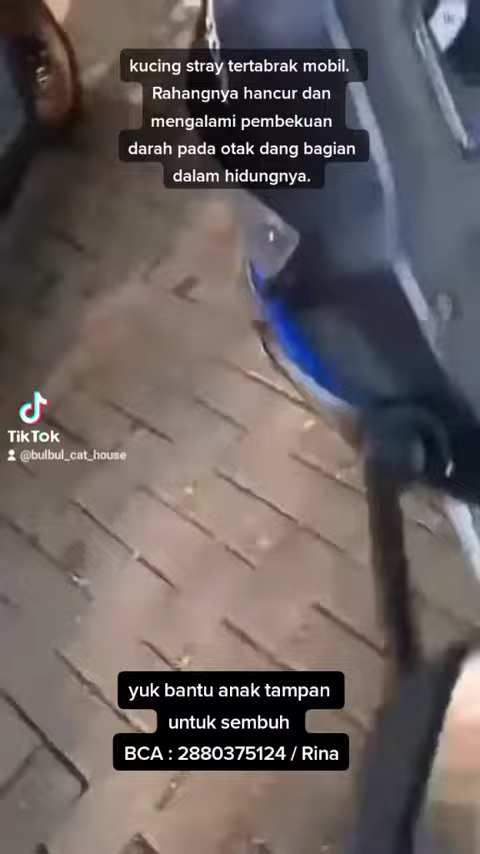 kucing stray tertabrak mobil.
Rahangnya hancur dan
mengalami pembekuan
darah pada otak dang bagian
dalam hidungnya.
TikTok
@bulbul_cat_house
yuk bantu anak tampan
untuk sembuh
BCA : 2880375124 / Rina